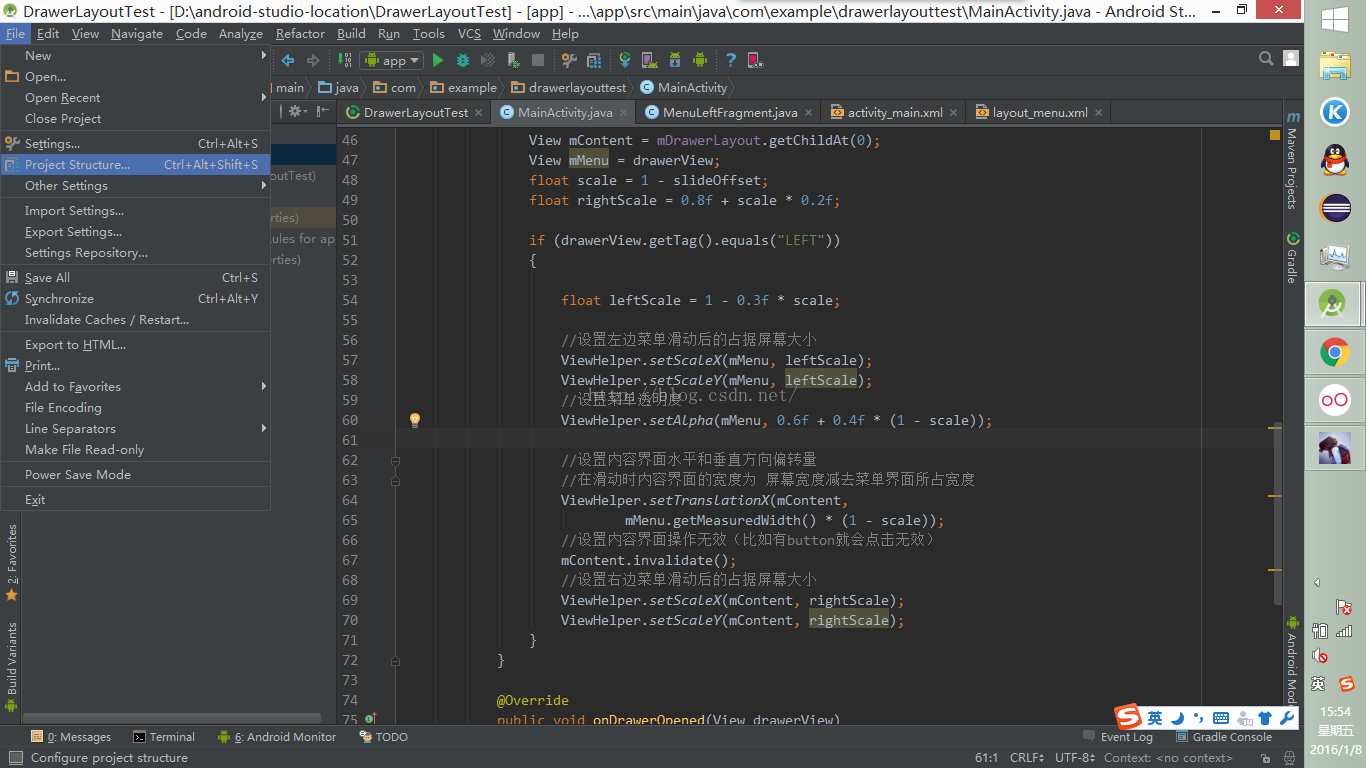 DrawerLayoutTest - [D:\android-studio-location\DrawerLayoutTest] - [app] - ...\app\src\main\java\com\example\drawerlayouttest\MainActivity.java - Android St...
File Edit View Navigate Code Analyze Refactor Build Run Tools VCS Window Help
New
Open...
Open Recent
Close Project
Settings... Ctrl+Alt+S
Project Structure... Ctrl+Alt+Shift+S
Other Settings
Import Settings...
Export Settings...
Settings Repository...
Save All Ctrl+S
Synchronize Ctrl+Alt+Y
Invalidate Caches / Restart...
Export to HTML...
Print...
Add to Favorites
File Encoding
Line Separators
Make File Read-only
Power Save Mode
Exit
app
main java com example drawerlayouttest MainActivity
outTest)
rties)
ules for ap
erties)
DrawerLayoutTest MainActivity.java MenuLeftFragment.java activity_main.xml layout_menu.xml
46 View mContent = mDrawerLayout.getChildAt(0);
47 View mMenu = drawerView;
48 float scale = 1 - slideOffset;
49 float rightScale = 0.8f + scale * 0.2f;
50
51 if (drawerView.getTag().equals("LEFT"))
52 {
53
54 float leftScale = 1 - 0.3f * scale;
55
56 //设置左边菜单滑动后的占据屏幕大小
57 ViewHelper.setScaleX(mMenu, leftScale);
58 ViewHelper.setScaleY(mMenu, leftScale);
http://blog.csdn.net/
59 //设置菜单透明度
60 ViewHelper.setAlpha(mMenu, 0.6f + 0.4f * (1 - scale));
61
62 //设置内容界面水平和垂直方向偏转量
63 //在滑动时内容界面的宽度为 屏幕宽度减去菜单界面所占宽度
64 ViewHelper.setTranslationX(mContent,
65 mMenu.getMeasuredWidth() * (1 - scale));
66 //设置内容界面操作无效（比如有button就会点击无效）
67 mContent.invalidate();
68 //设置右边菜单滑动后的占据屏幕大小
69 ViewHelper.setScaleX(mContent, rightScale);
70 ViewHelper.setScaleY(mContent, rightScale);
71 }
72 }
73
74 @Override
75 public void onDrawerOpened(View drawerView)
2: Favorites
Build Variants
m Maven Projects
Gradle
Android Mod
0: Messages Terminal 6: Android Monitor TODO Event Log Gradle Console
Configure project structure 61:1 CRLF UTF-8 Context: <no context>
S 英
K
英 S
15:54
星期五
2016/1/8